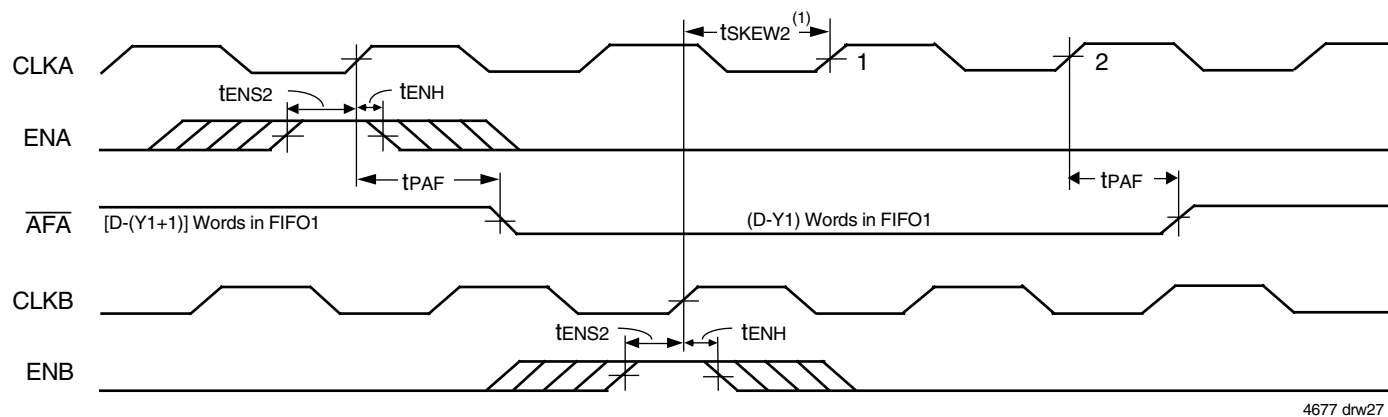 tSKEW2 (1)
CLKA
1
2
tENS2
tENH
ENA
tPAF
tPAF
AFA
[D-(Y1+1)] Words in FIFO1
(D-Y1) Words in FIFO1
CLKB
tENS2
tENH
ENB
4677 drw27